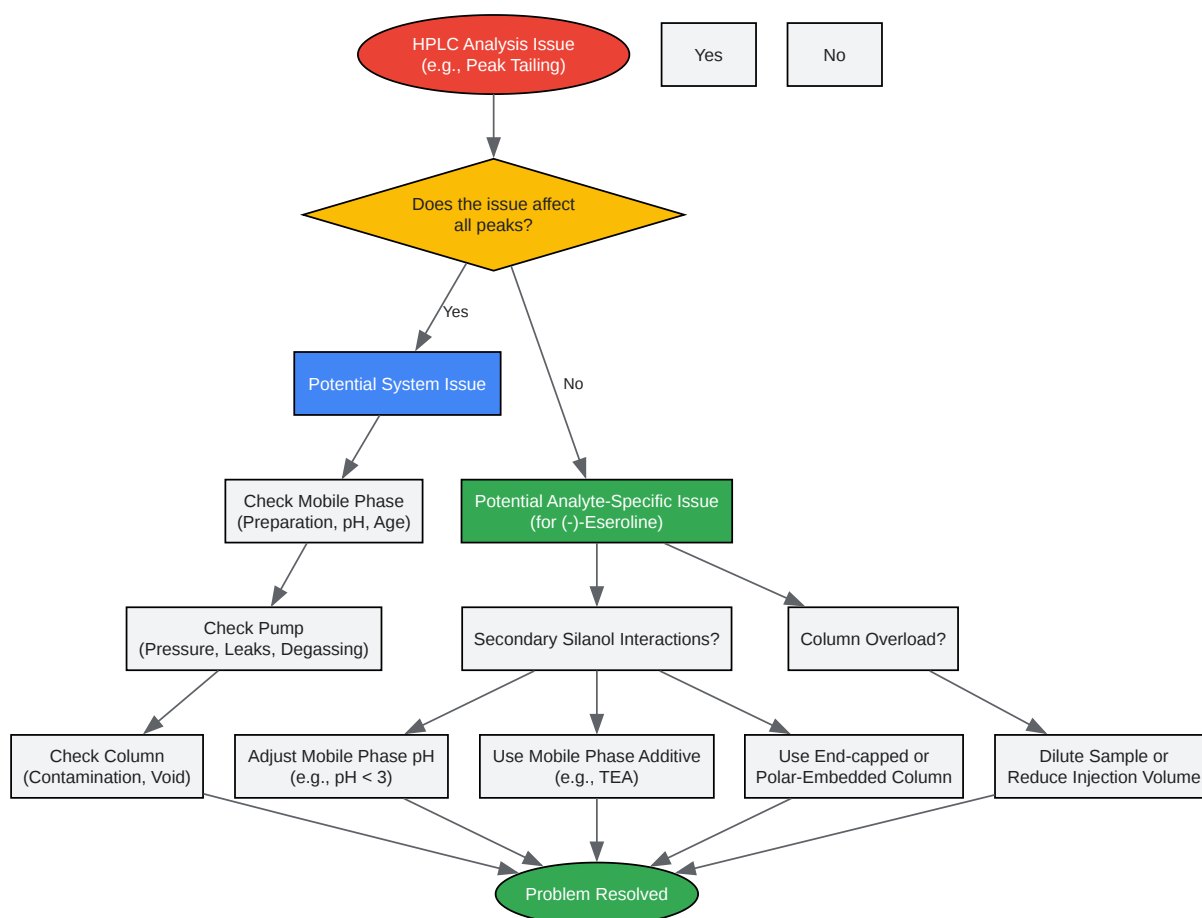 HPLC Analysis Issue
(e.g., Peak Tailing)
Yes
No
Does the issue affect
all peaks?
Yes
Potential System Issue
No
Check Mobile Phase
(Preparation, pH, Age)
Potential Analyte-Specific Issue
(for (-)-Eseroline)
Check Pump
(Pressure, Leaks, Degassing)
Secondary Silanol Interactions?
Column Overload?
Check Column
(Contamination, Void)
Adjust Mobile Phase pH
(e.g., pH < 3)
Use Mobile Phase Additive
(e.g., TEA)
Use End-capped or
Polar-Embedded Column
Dilute Sample or
Reduce Injection Volume
Problem Resolved